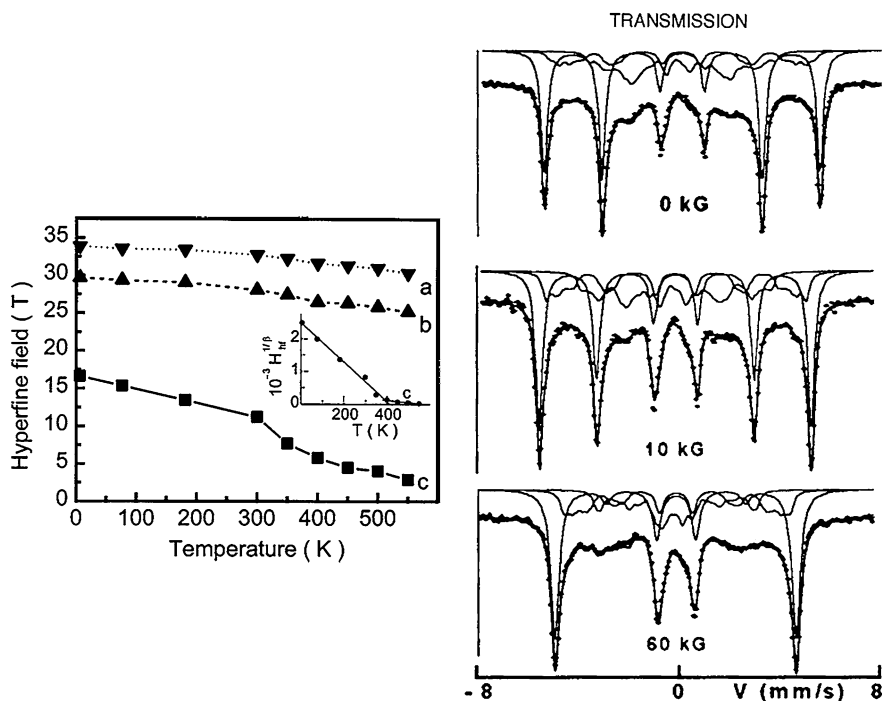 TRANSMISSION
0 kG
10 kG
60 kG
- 8
0
V (mm/s)
8
Hyperfine field ( T )
35
30
25
20
15
10
5
0
0
100
200
300
400
500
Temperature ( K )
a
b
c
10⁻³ H hf 1/β
2
1
0
200
400
T ( K )
c